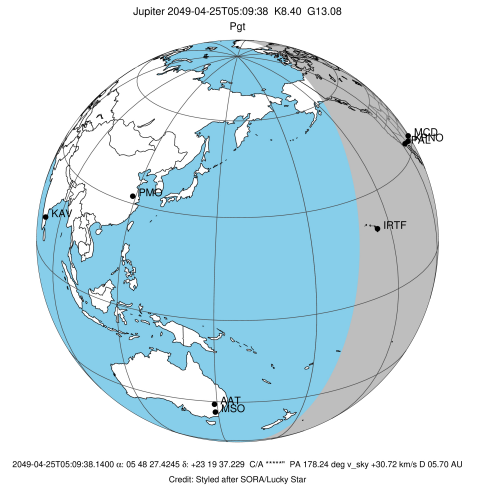 Jupiter 2049-04-25T05:09:38 K8.40 G13.08
Pgt
MCD
PAL
KAV
PMO
IRTF
AAT
MSO
2049-04-25T05:09:38.1400 α: 05 48 27.4245 δ: +23 19 37.229 C/A *****" PA 178.24 deg v_sky +30.72 km/s D 05.70 AU
Credit: Styled after SORA/Lucky Star